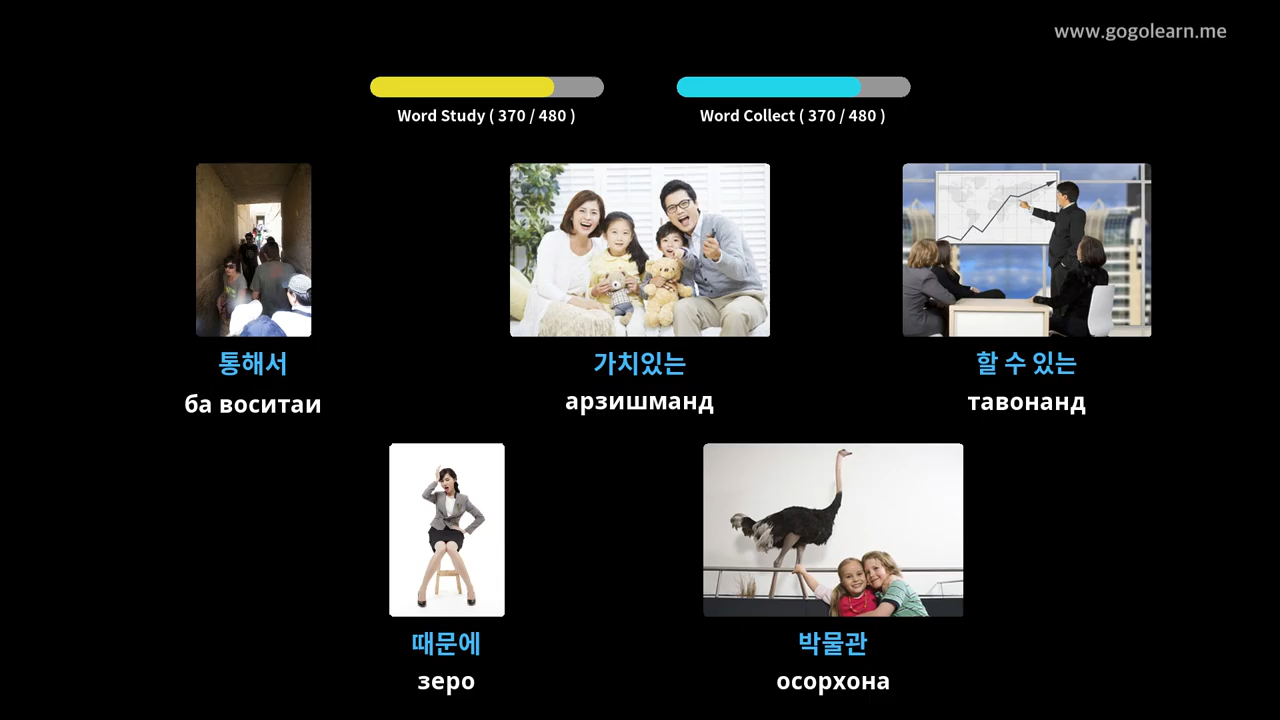 www.gogolearn.me
Word Study ( 370 / 480 )
Word Collect ( 370 / 480 )
통해서
ба воситаи
가치있는
арзишманд
할 수 있는
тавонанд
때문에
зеро
박물관
осорхона